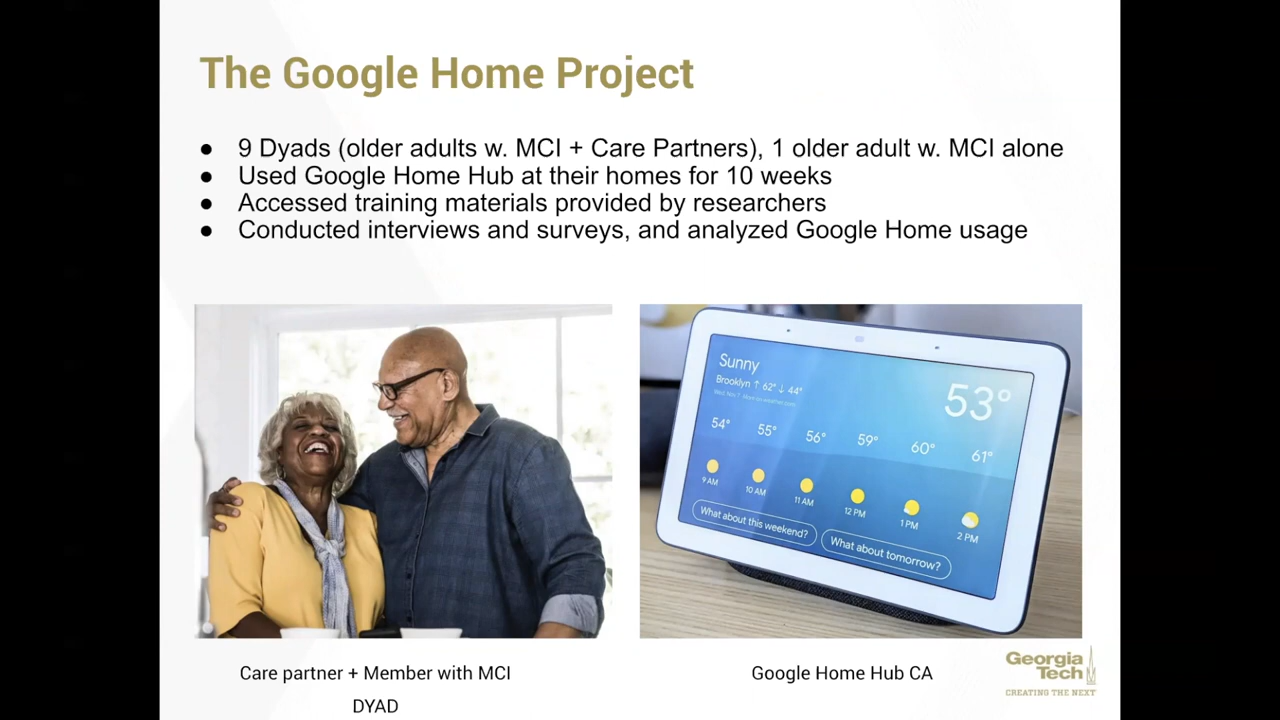 The Google Home Project
● 9 Dyads (older adults w. MCI + Care Partners), 1 older adult w. MCI alone
● Used Google Home Hub at their homes for 10 weeks
● Accessed training materials provided by researchers
● Conducted interviews and surveys, and analyzed Google Home usage
Sunny
Brooklyn ↑ 62° ↓ 44°
53°
54° 55° 56° 59° 60° 61°
9 AM 10 AM 11 AM 12 PM 1 PM 2 PM
What about this weekend?
What about tomorrow?
Care partner + Member with MCI
DYAD
Google Home Hub CA
Georgia
Tech
CREATING THE NEXT